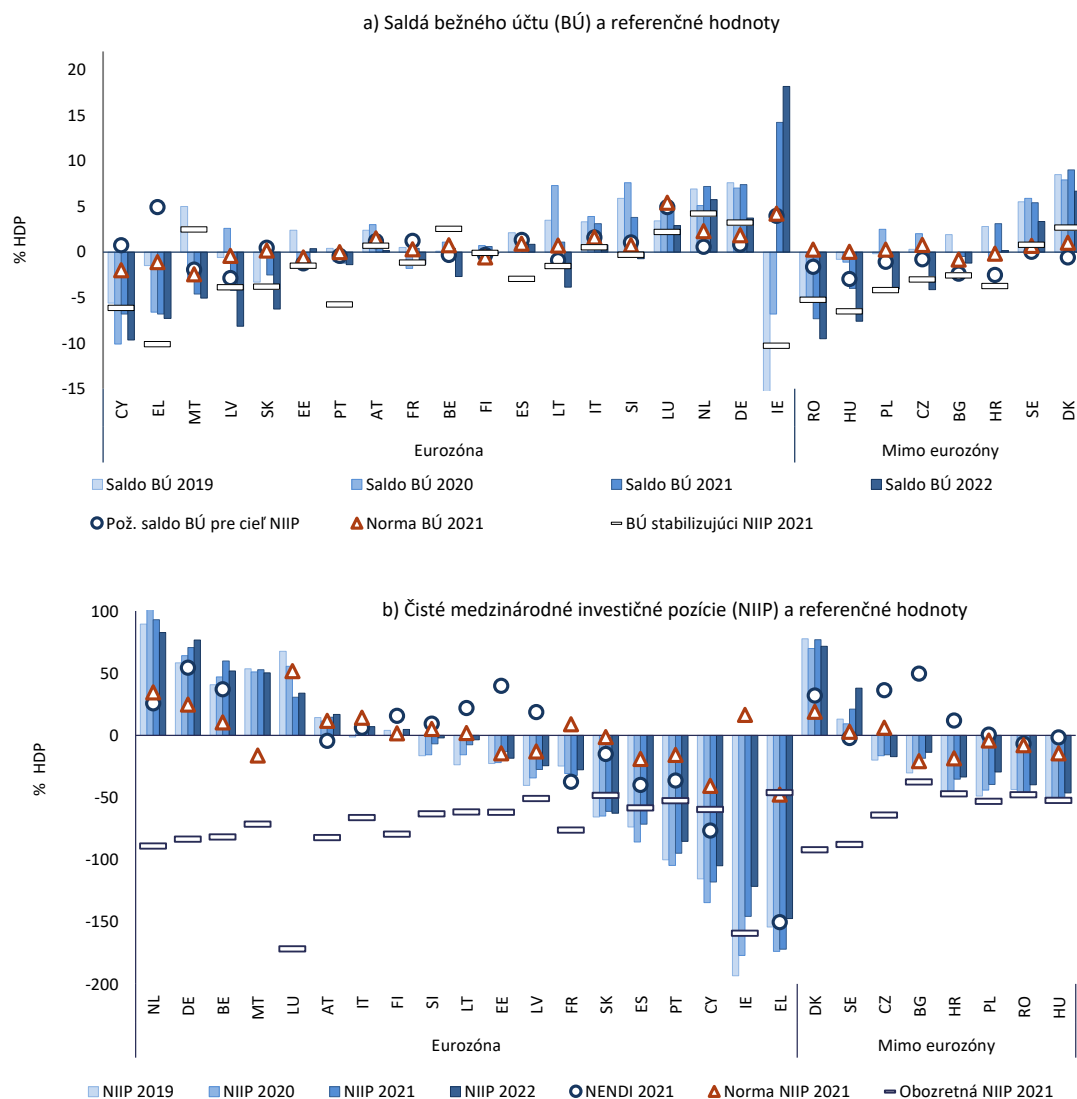 a) Saldá bežného účtu (BÚ) a referenčné hodnoty
% HDP
20
15
10
5
0
-5
-10
-15
CY EL MT LV SK EE PT AT FR BE FI ES LT IT SI LU NL DE IE RO HU PL CZ BG HR SE DK
Eurozóna Mimo eurozóny
Saldo BÚ 2019 Saldo BÚ 2020 Saldo BÚ 2021 Saldo BÚ 2022
Pož. saldo BÚ pre cieľ NIIP Norma BÚ 2021 BÚ stabilizujúci NIIP 2021
b) Čisté medzinárodné investičné pozície (NIIP) a referenčné hodnoty
% HDP
100
50
0
-50
-100
-150
-200
NL DE BE MT LU AT IT FI SI LT EE LV FR SK ES PT CY IE EL DK SE CZ BG HR PL RO HU
Eurozóna Mimo eurozóny
NIIP 2019 NIIP 2020 NIIP 2021 NIIP 2022 NENDI 2021 Norma NIIP 2021 Obozretná NIIP 2021